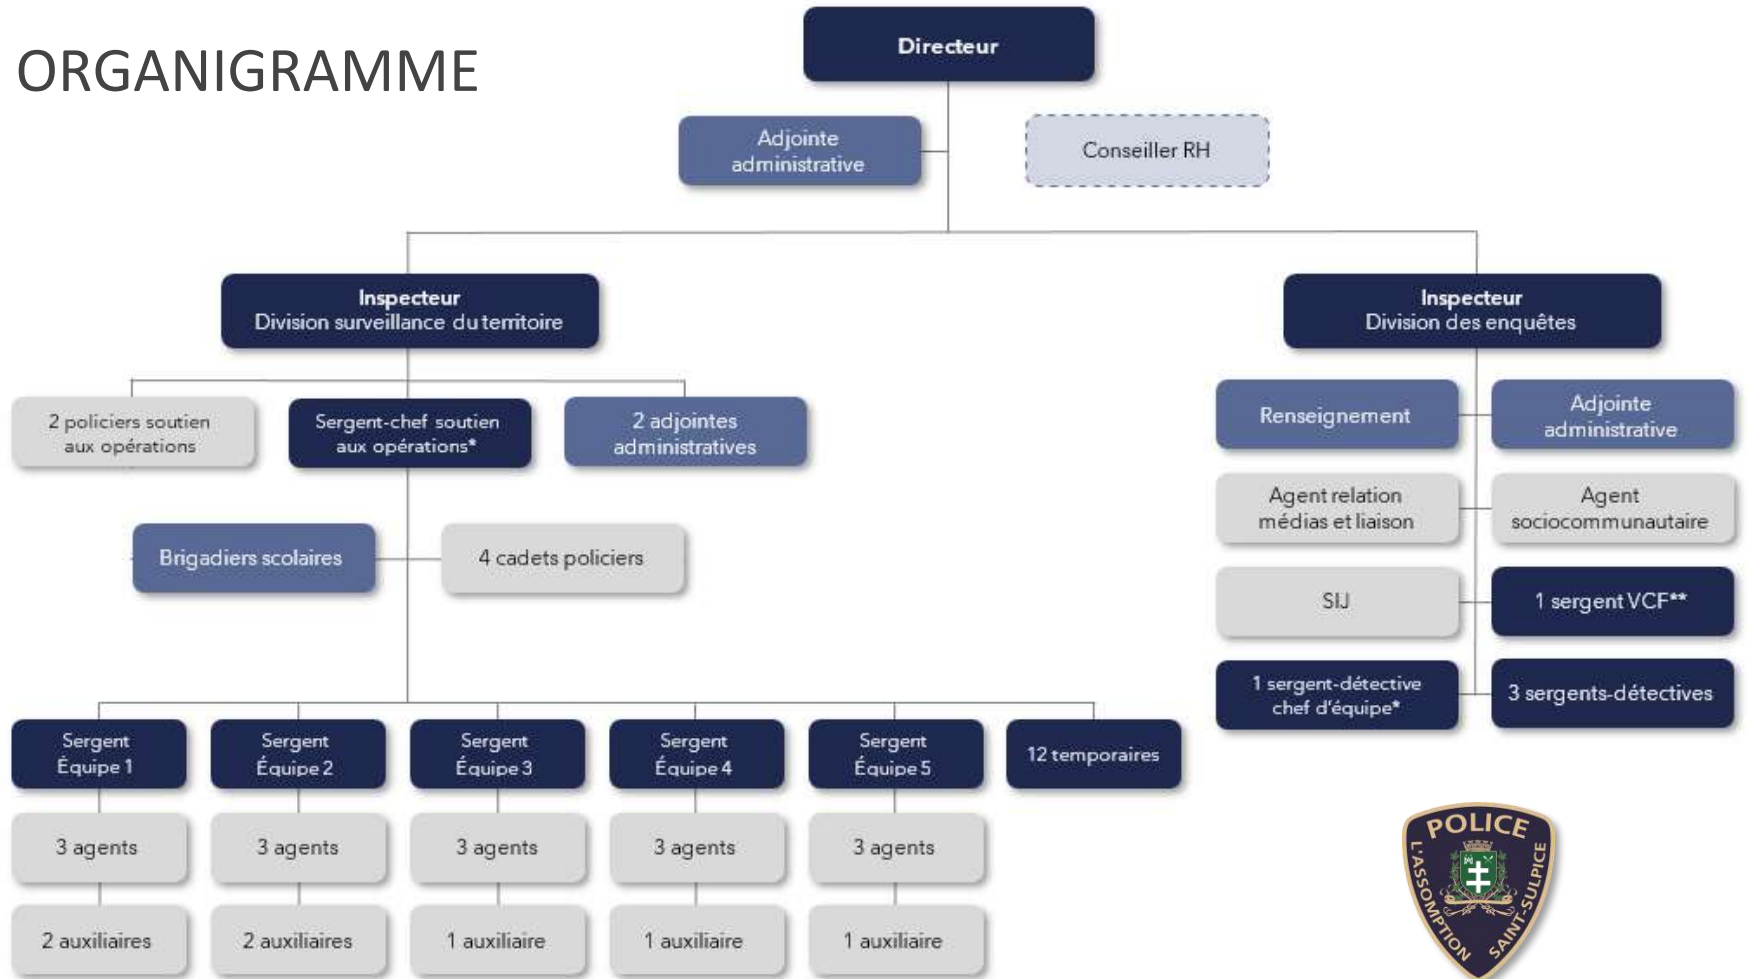 ORGANIGRAMME
Directeur
Adjointe
administrative
Conseiller RH
Inspecteur
Division surveillance du territoire
Inspecteur
Division des enquêtes
2 policiers soutien
aux opérations
Sergent-chef soutien
aux opérations*
2 adjointes
administratives
Renseignement
Adjointe
administrative
Agent relation
médias et liaison
Agent
sociocommunautaire
Brigadiers scolaires
4 cadets policiers
SIJ
1 sergent VCF**
1 sergent-détective
chef d'équipe*
3 sergents-détectives
Sergent
Équipe 1
Sergent
Équipe 2
Sergent
Équipe 3
Sergent
Équipe 4
Sergent
Équipe 5
12 temporaires
3 agents
3 agents
3 agents
3 agents
3 agents
2 auxiliaires
2 auxiliaires
1 auxiliaire
1 auxiliaire
1 auxiliaire
POLICE
L'ASSOMPTION
SAINT-SULPICE